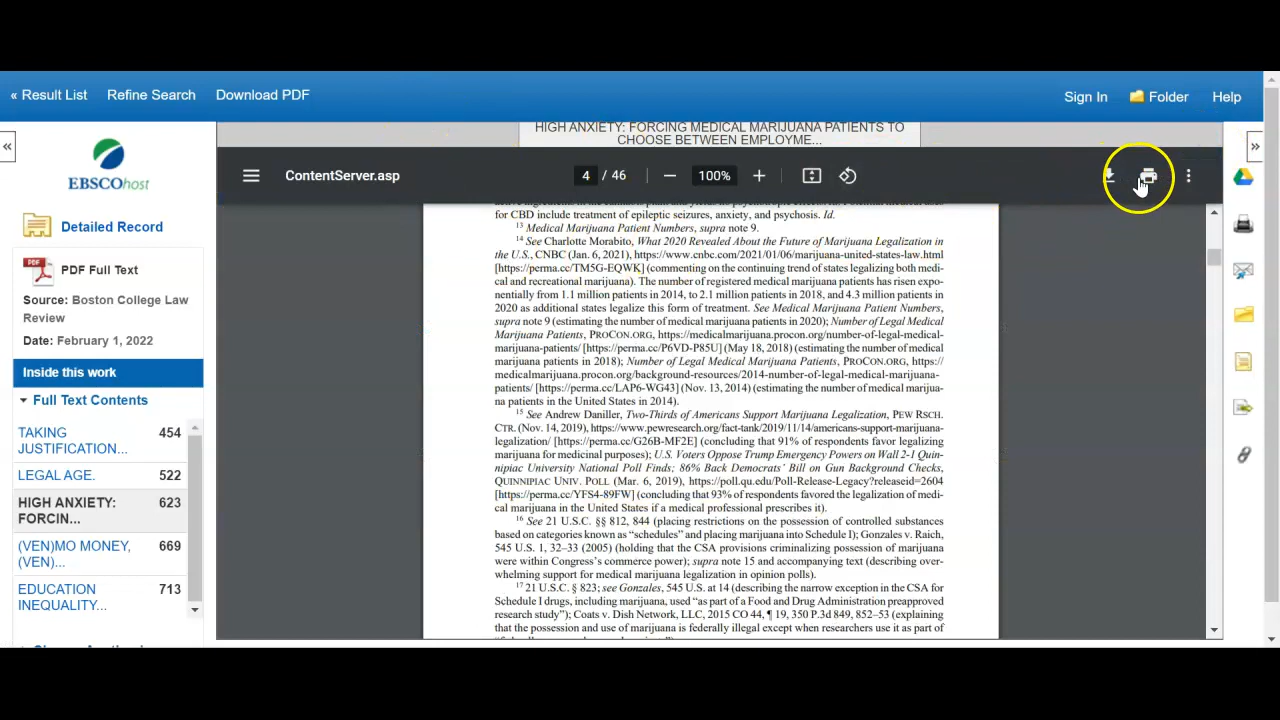 « Result List Refine Search Download PDF
Sign In Folder Help
«
EBSCOhost
Detailed Record
PDF PDF Full Text
Source: Boston College Law
Review
Date: February 1, 2022
Inside this work
Full Text Contents
TAKING 454
JUSTIFICATION...
LEGAL AGE. 522
HIGH ANXIETY: 623
FORCIN...
(VEN)MO MONEY, 669
(VEN)...
EDUCATION 713
INEQUALITY...
HIGH ANXIETY: FORCING MEDICAL MARIJUANA PATIENTS TO
CHOOSE BETWEEN EMPLOYME...
»
ContentServer.asp 4 / 46 100%
for CBD include treatment of epileptic seizures, anxiety, and psychosis. Id.
13 Medical Marijuana Patient Numbers, supra note 9.
14 See Charlotte Morabito, What 2020 Revealed About the Future of Marijuana Legalization in
the U.S., CNBC (Jan. 6, 2021), https://www.cnbc.com/2021/01/06/marijuana-united-states-law.html
[https://perma.cc/TM5G-EQWK] (commenting on the continuing trend of states legalizing both medi-
cal and recreational marijuana). The number of registered medical marijuana patients has risen expo-
nentially from 1.1 million patients in 2014, to 2.1 million patients in 2018, and 4.3 million patients in
2020 as additional states legalize this form of treatment. See Medical Marijuana Patient Numbers,
supra note 9 (estimating the number of medical marijuana patients in 2020); Number of Legal Medical
Marijuana Patients, PROCON.ORG, https://medicalmarijuana.procon.org/number-of-legal-medical-
marijuana-patients/ [https://perma.cc/P6VD-P85U] (May 18, 2018) (estimating the number of medical
marijuana patients in 2018); Number of Legal Medical Marijuana Patients, PROCON.ORG, https://
medicalmarijuana.procon.org/background-resources/2014-number-of-legal-medical-marijuana-
patients/ [https://perma.cc/LAP6-WG43] (Nov. 13, 2014) (estimating the number of medical marijua-
na patients in the United States in 2014).
15 See Andrew Daniller, Two-Thirds of Americans Support Marijuana Legalization, PEW RSCH.
CTR. (Nov. 14, 2019), https://www.pewresearch.org/fact-tank/2019/11/14/americans-support-marijuana-
legalization/ [https://perma.cc/G26B-MF2E] (concluding that 91% of respondents favor legalizing
marijuana for medicinal purposes); U.S. Voters Oppose Trump Emergency Powers on Wall 2-1 Quin-
nipiac University National Poll Finds; 86% Back Democrats' Bill on Gun Background Checks,
QUINNIPIAC UNIV. POLL (Mar. 6, 2019), https://poll.qu.edu/Poll-Release-Legacy?releaseid=2604
[https://perma.cc/YFS4-89FW] (concluding that 93% of respondents favored the legalization of medi-
cal marijuana in the United States if a medical professional prescribes it).
16 See 21 U.S.C. §§ 812, 844 (placing restrictions on the possession of controlled substances
based on categories known as “schedules” and placing marijuana into Schedule I); Gonzales v. Raich,
545 U.S. 1, 32–33 (2005) (holding that the CSA provisions criminalizing possession of marijuana
were within Congress's commerce power); supra note 15 and accompanying text (describing over-
whelming support for medical marijuana legalization in opinion polls).
17 21 U.S.C. § 823; see Gonzales, 545 U.S. at 14 (describing the narrow exception in the CSA for
Schedule I drugs, including marijuana, used “as part of a Food and Drug Administration preapproved
research study”); Coats v. Dish Network, LLC, 2015 CO 44, ¶ 19, 350 P.3d 849, 852–53 (explaining
that the possession and use of marijuana is federally illegal except when researchers use it as part of